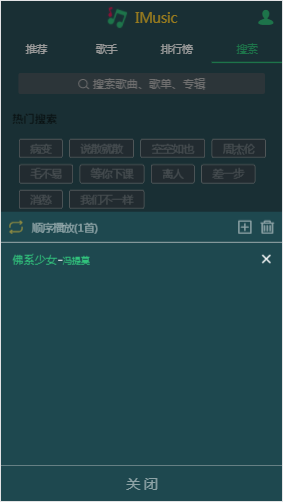 IMusic
推荐 歌手 排行榜 搜索
搜索歌曲、歌单、专辑
热门搜索
病变 说散就散 空空如也 周杰伦
毛不易 等你下课 离人 差一步
消愁 我们不一样
顺序播放(1首)
佛系少女-冯提莫
关闭